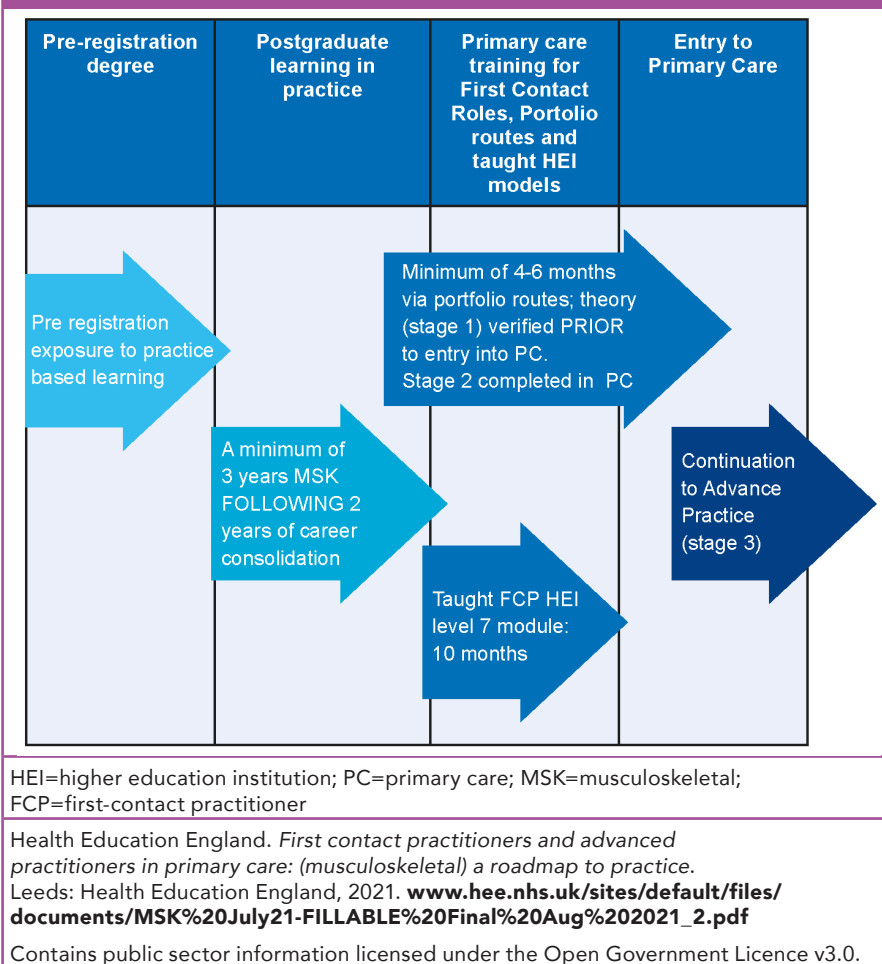 Pre-registration
degree
Postgraduate
learning in
practice
Primary care
training for
First Contact
Roles, Portolio
routes and
taught HEI
models
Entry to
Primary Care
Pre registration
exposure to practice
based learning
A minimum of
3 years MSK
FOLLOWING 2
years of career
consolidation
Minimum of 4-6 months
via portfolio routes; theory
(stage 1) verified PRIOR
to entry into PC.
Stage 2 completed in PC
Taught FCP HEI
level 7 module:
10 months
Continuation
to Advance
Practice
(stage 3)
HEI=higher education institution; PC=primary care; MSK=musculoskeletal;
FCP=first-contact practitioner
Health Education England. First contact practitioners and advanced
practitioners in primary care: (musculoskeletal) a roadmap to practice.
Leeds: Health Education England, 2021. www.hee.nhs.uk/sites/default/files/
documents/MSK%20July21-FILLABLE%20Final%20Aug%202021_2.pdf
Contains public sector information licensed under the Open Government Licence v3.0.